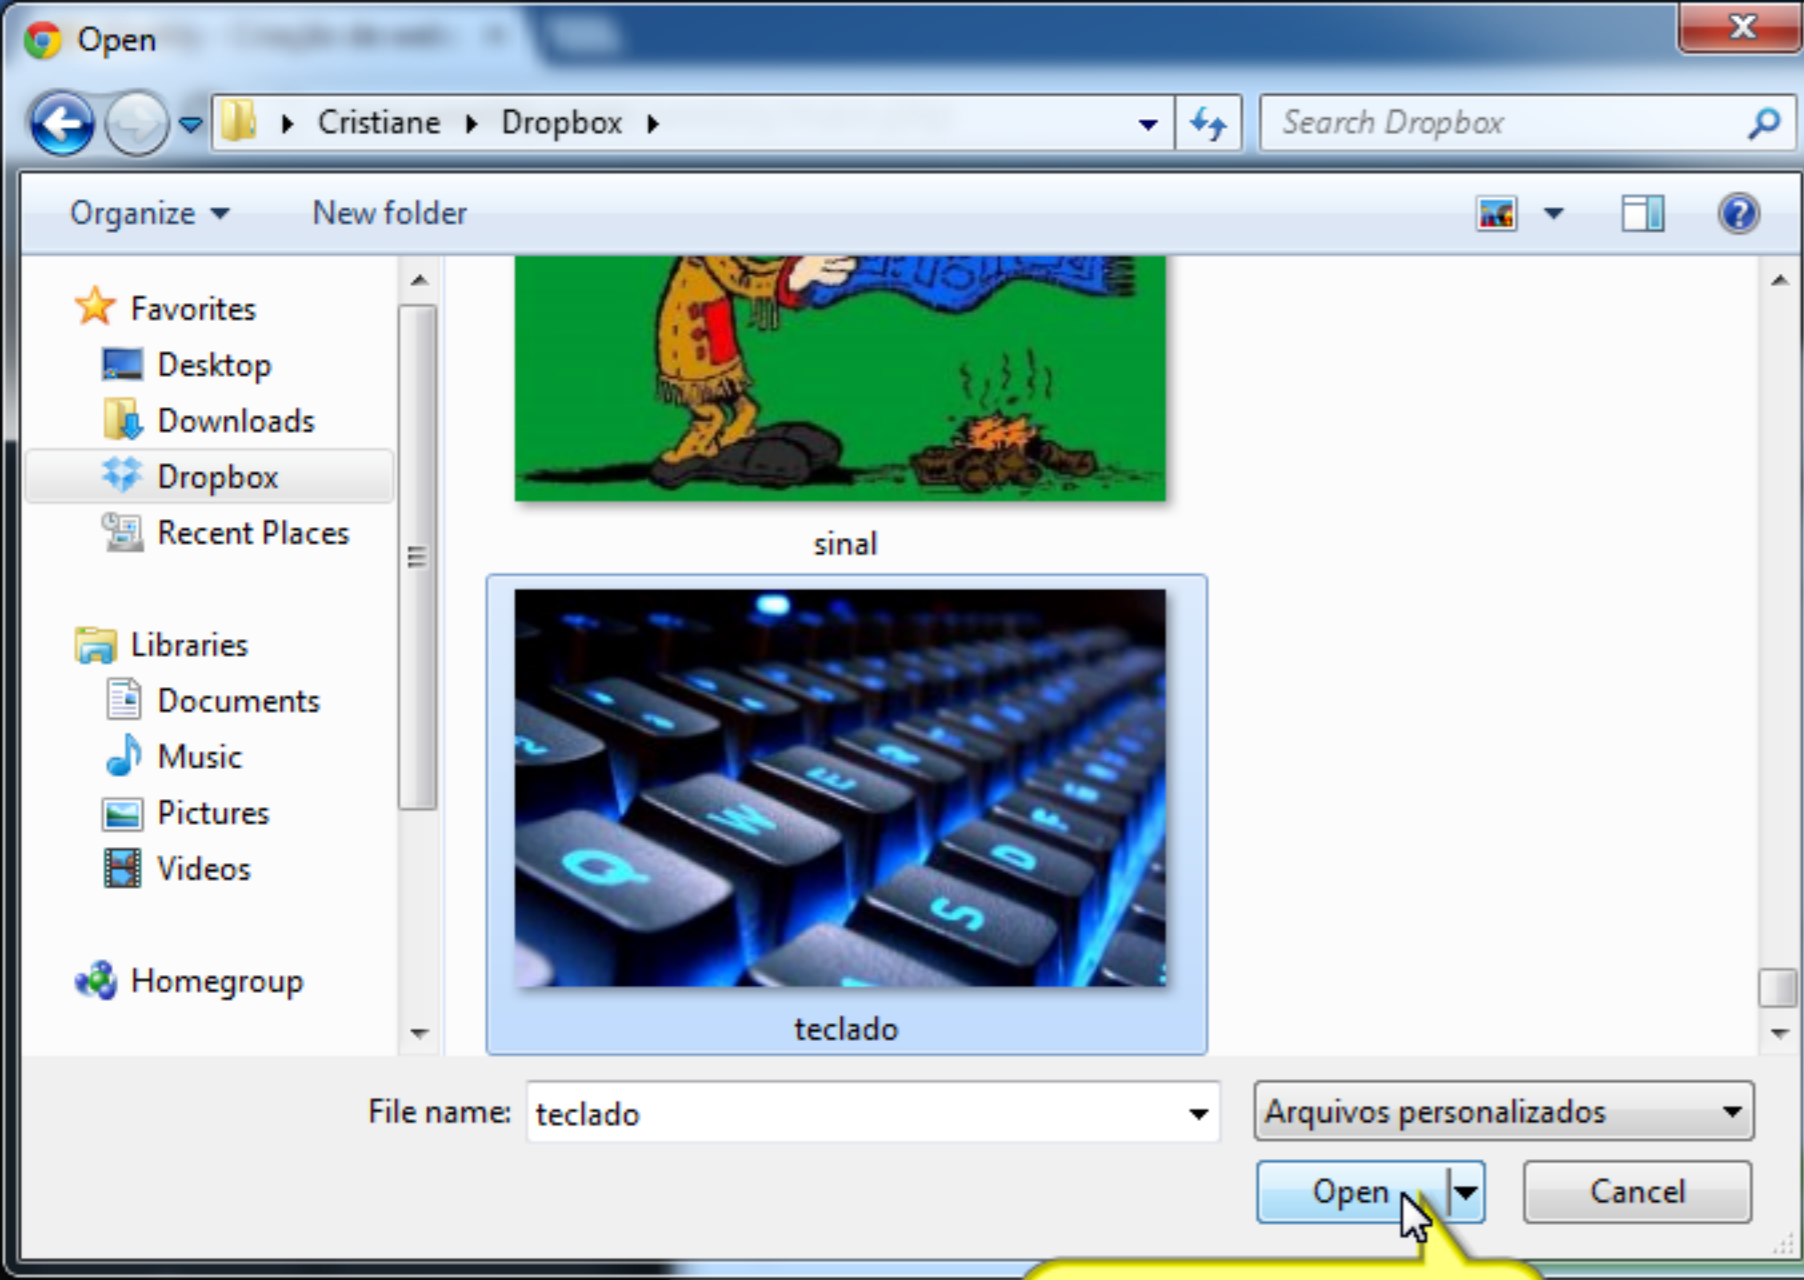 Open
Cristiane Dropbox
Search Dropbox
Organize
New folder
Favorites
Desktop
Downloads
Dropbox
Recent Places
Libraries
Documents
Music
Pictures
Videos
Homegroup
sinal
2
Q W E R
S D F
teclado
File name: teclado
Arquivos personalizados
Open
Cancel